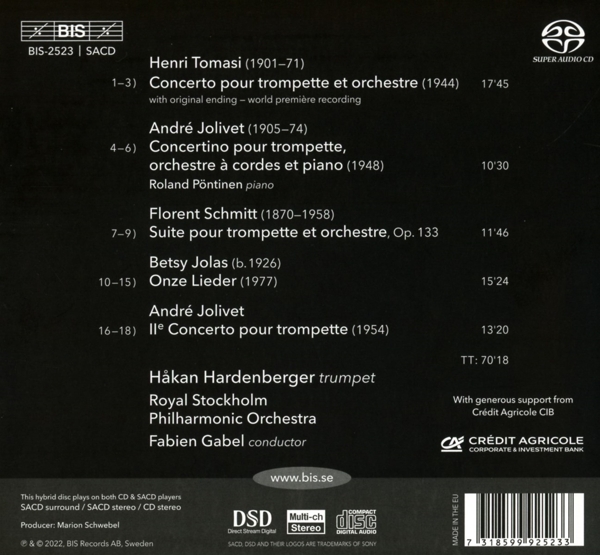 BIS
BIS-2523 | SACD
SUPER AUDIO CD
Henri Tomasi (1901–71)
1–3) Concerto pour trompette et orchestre (1944) 17'45
with original ending – world première recording
André Jolivet (1905–74)
4–6) Concertino pour trompette,
orchestre à cordes et piano (1948) 10'30
Roland Pöntinen piano
Florent Schmitt (1870–1958)
7–9) Suite pour trompette et orchestre, Op. 133 11'46
Betsy Jolas (b. 1926)
10–15) Onze Lieder (1977) 15'24
André Jolivet
16–18) IIe Concerto pour trompette (1954) 13'20
TT: 70'18
Håkan Hardenberger trumpet
Royal Stockholm
Philharmonic Orchestra
Fabien Gabel conductor
With generous support from
Crédit Agricole CIB
CA CRÉDIT AGRICOLE
CORPORATE & INVESTMENT BANK
www.bis.se
This hybrid disc plays on both CD & SACD players
SACD surround / SACD stereo / CD stereo
Producer: Marion Schwebel
℗ & © 2022, BIS Records AB, Sweden
DSD
Direct Stream Digital
Multi-ch
Stereo
COMPACT
disc
DIGITAL AUDIO
SACD, DSD AND THEIR LOGOS ARE TRADEMARKS OF SONY
MADE IN THE EU
7 318599 925233